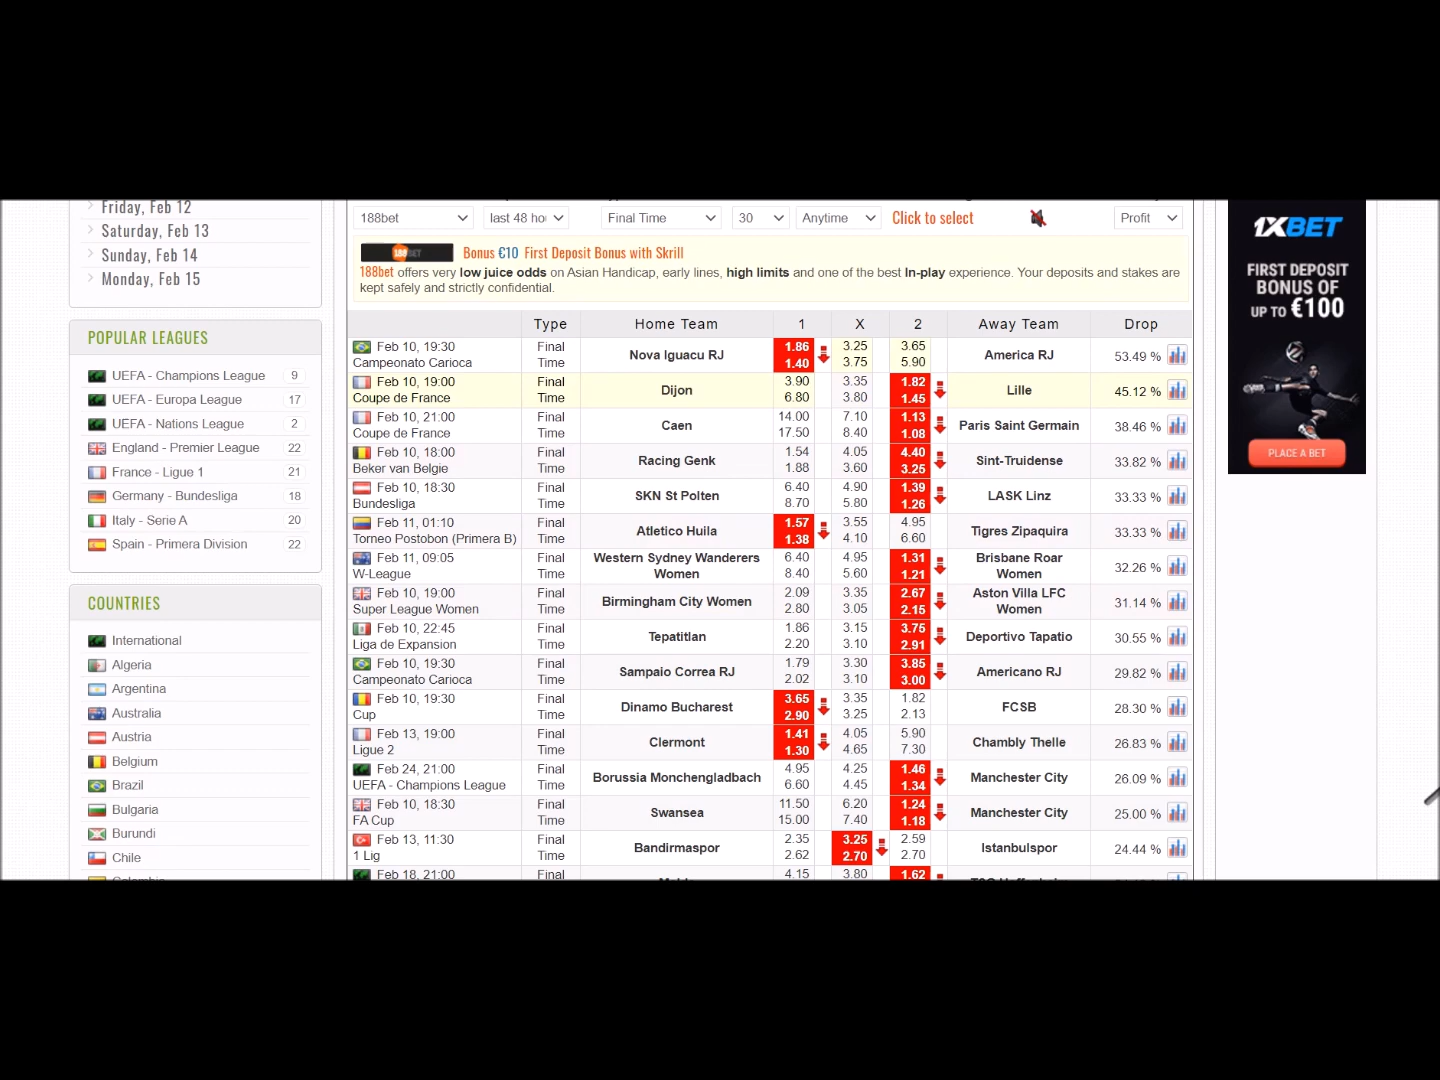 Friday, Feb 12
Saturday, Feb 13
Sunday, Feb 14
Monday, Feb 15
POPULAR LEAGUES
UEFA - Champions League 9
UEFA - Europa League 17
UEFA - Nations League 2
England - Premier League 22
France - Ligue 1 21
Germany - Bundesliga 18
Italy - Serie A 20
Spain - Primera Division 22
COUNTRIES
International
Algeria
Argentina
Australia
Austria
Belgium
Brazil
Bulgaria
Burundi
Chile
188bet last 48 hou Final Time 30 Anytime Click to select Profit
188BET Bonus €10 First Deposit Bonus with Skrill
188bet offers very low juice odds on Asian Handicap, early lines, high limits and one of the best In-play experience. Your deposits and stakes are
kept safely and strictly confidential.
Type Home Team 1 X 2 Away Team Drop
Feb 10, 19:30 Final 1.86 3.25 3.65
Campeonato Carioca Time Nova Iguacu RJ 1.40 3.75 5.90 America RJ 53.49 %
Feb 10, 19:00 Final 3.90 3.35 1.82
Coupe de France Time Dijon 6.80 3.80 1.45 Lille 45.12 %
Feb 10, 21:00 Final 14.00 7.10 1.13
Coupe de France Time Caen 17.50 8.40 1.08 Paris Saint Germain 38.46 %
Feb 10, 18:00 Final 1.54 4.05 4.40
Beker van Belgie Time Racing Genk 1.88 3.60 3.25 Sint-Truidense 33.82 %
Feb 10, 18:30 Final 6.40 4.90 1.39
Bundesliga Time SKN St Polten 8.70 5.80 1.26 LASK Linz 33.33 %
Feb 11, 01:10 Final 1.57 3.55 4.95
Torneo Postobon (Primera B) Time Atletico Huila 1.38 4.10 6.60 Tigres Zipaquira 33.33 %
Feb 11, 09:05 Final Western Sydney Wanderers 6.40 4.95 1.31 Brisbane Roar
W-League Time Women 8.40 5.60 1.21 Women 32.26 %
Feb 10, 19:00 Final 2.09 3.35 2.67 Aston Villa LFC
Super League Women Time Birmingham City Women 2.80 3.05 2.15 Women 31.14 %
Feb 10, 22:45 Final 1.86 3.15 3.75
Liga de Expansion Time Tepatitlan 2.20 3.10 2.91 Deportivo Tapatio 30.55 %
Feb 10, 19:30 Final 1.79 3.30 3.85
Campeonato Carioca Time Sampaio Correa RJ 2.02 3.10 3.00 Americano RJ 29.82 %
Feb 10, 19:30 Final 3.65 3.35 1.82
Cup Time Dinamo Bucharest 2.90 3.25 2.13 FCSB 28.30 %
Feb 13, 19:00 Final 1.41 4.05 5.90
Ligue 2 Time Clermont 1.30 4.65 7.30 Chambly Thelle 26.83 %
Feb 24, 21:00 Final 4.95 4.25 1.46
UEFA - Champions League Time Borussia Monchengladbach 6.60 4.45 1.34 Manchester City 26.09 %
Feb 10, 18:30 Final 11.50 6.20 1.24
FA Cup Time Swansea 15.00 7.40 1.18 Manchester City 25.00 %
Feb 13, 11:30 Final 2.35 3.25 2.59
1 Lig Time Bandirmaspor 2.62 2.70 2.70 Istanbulspor 24.44 %
Feb 18, 21:00 Final 4.15 3.80 1.62
1XBET
FIRST DEPOSIT
BONUS OF
UP TO €100
PLACE A BET